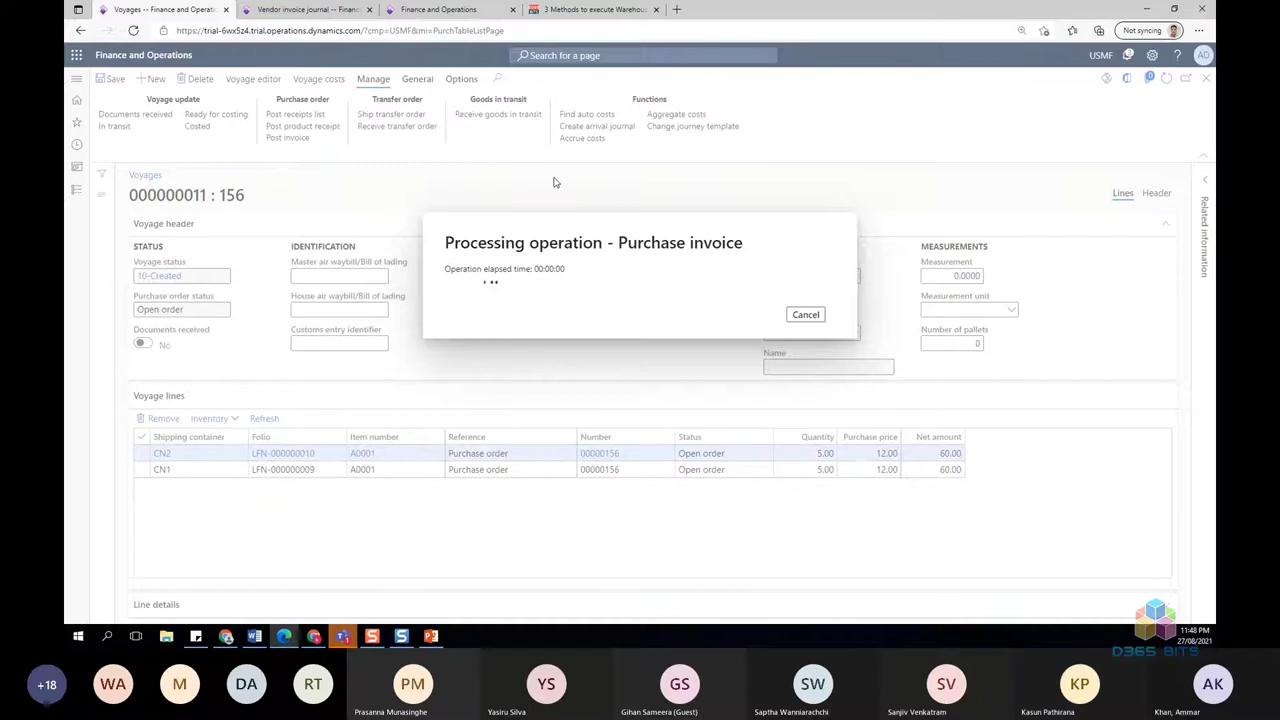 Voyages -- Finance and Operatio
Vendor invoice journal -- Financ
Finance and Operations
3 Methods to execute Warehous
https://trial-6wx5z4.trial.operations.dynamics.com/?cmp=USMF&mi=PurchTableListPage
Not syncing
Finance and Operations
Search for a page
USMF
AD
Save
New
Delete
Voyage editor
Voyage costs
Manage
General
Options
Voyage update
Purchase order
Transfer order
Goods in transit
Functions
Documents received
Ready for costing
Post receipts list
Ship transfer order
Receive goods in transit
Find auto costs
Aggregate costs
In transit
Costed
Post product receipt
Receive transfer order
Create arrival journal
Change journey template
Post invoice
Accrue costs
Voyages
000000011 : 156
Lines
Header
Voyage header
Related information
STATUS
IDENTIFICATION
MEASUREMENTS
Voyage status
Master air waybill/Bill of lading
Measurement
10-Created
0.0000
Purchase order status
House air waybill/Bill of lading
Measurement unit
Open order
Documents received
Customs entry identifier
Number of pallets
No
0
Name
Processing operation - Purchase invoice
Operation elapsed time: 00:00:00
Cancel
Voyage lines
Remove
Inventory
Refresh
Shipping container
Folio
Item number
Reference
Number
Status
Quantity
Purchase price
Net amount
CN2
LFN-000000010
A0001
Purchase order
00000156
Open order
5.00
12.00
60.00
CN1
LFN-000000009
A0001
Purchase order
00000156
Open order
5.00
12.00
60.00
Line details
11:48 PM
27/08/2021
D365 BITS
+18
WA
M
DA
RT
PM
YS
GS
SW
SV
KP
AK
Prasanna Munasinghe
Yasiru Silva
Gihan Sameera (Guest)
Saptha Wanniarachchi
Sanjiv Venkatram
Kasun Pathirana
Khan, Ammar